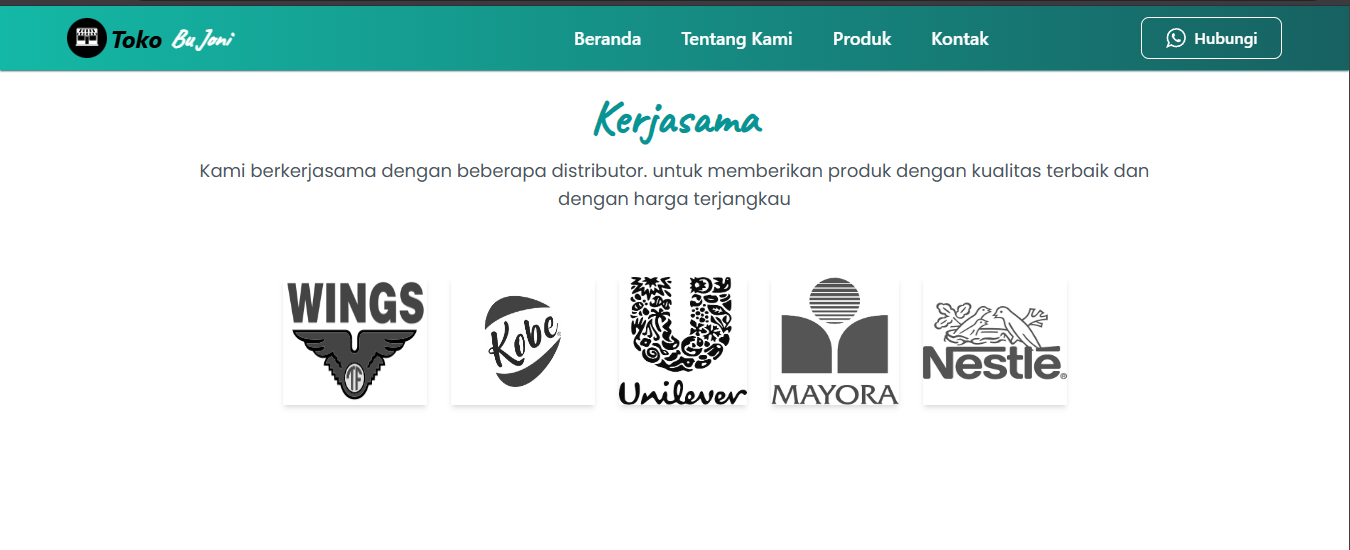 Toko Bu Joni
Beranda Tentang Kami Produk Kontak Hubungi
Kerjasama
Kami berkerjasama dengan beberapa distributor. untuk memberikan produk dengan kualitas terbaik dan
dengan harga terjangkau
WINGS
Kobe
Unilever
MAYORA
Nestlé®